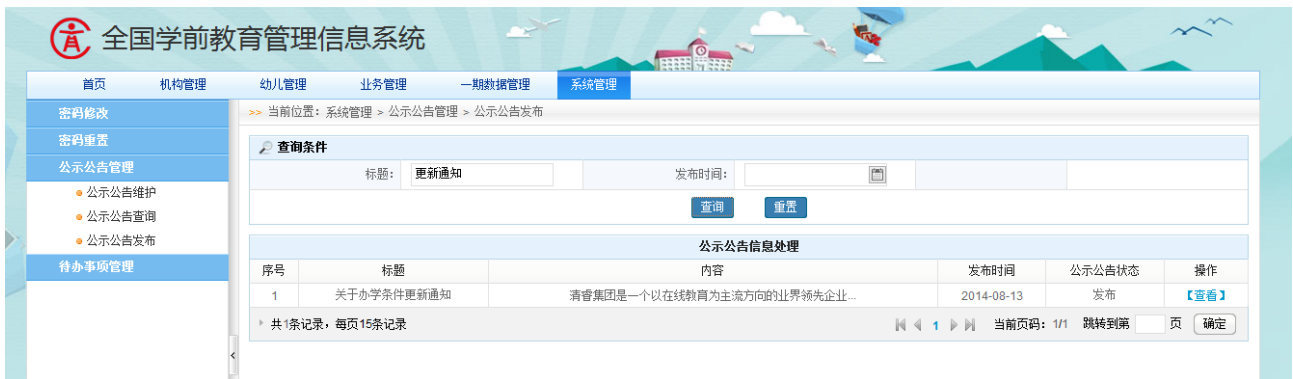 全国学前教育管理信息系统
首页 机构管理 幼儿管理 业务管理 一期数据管理 系统管理
密码修改
密码重置
公示公告管理
公示公告维护
公示公告查询
公示公告发布
待办事项管理
>> 当前位置：系统管理 > 公示公告管理 > 公示公告发布
查询条件
标题： 更新通知 发布时间：
查询 重置
公示公告信息处理
序号 标题 内容 发布时间 公示公告状态 操作
1 关于办学条件更新通知 清睿集团是一个以在线教育为主流方向的业界领先企业... 2014-08-13 发布 【查看】
共1条记录，每页15条记录 1 当前页码：1/1 跳转到第 页 确定